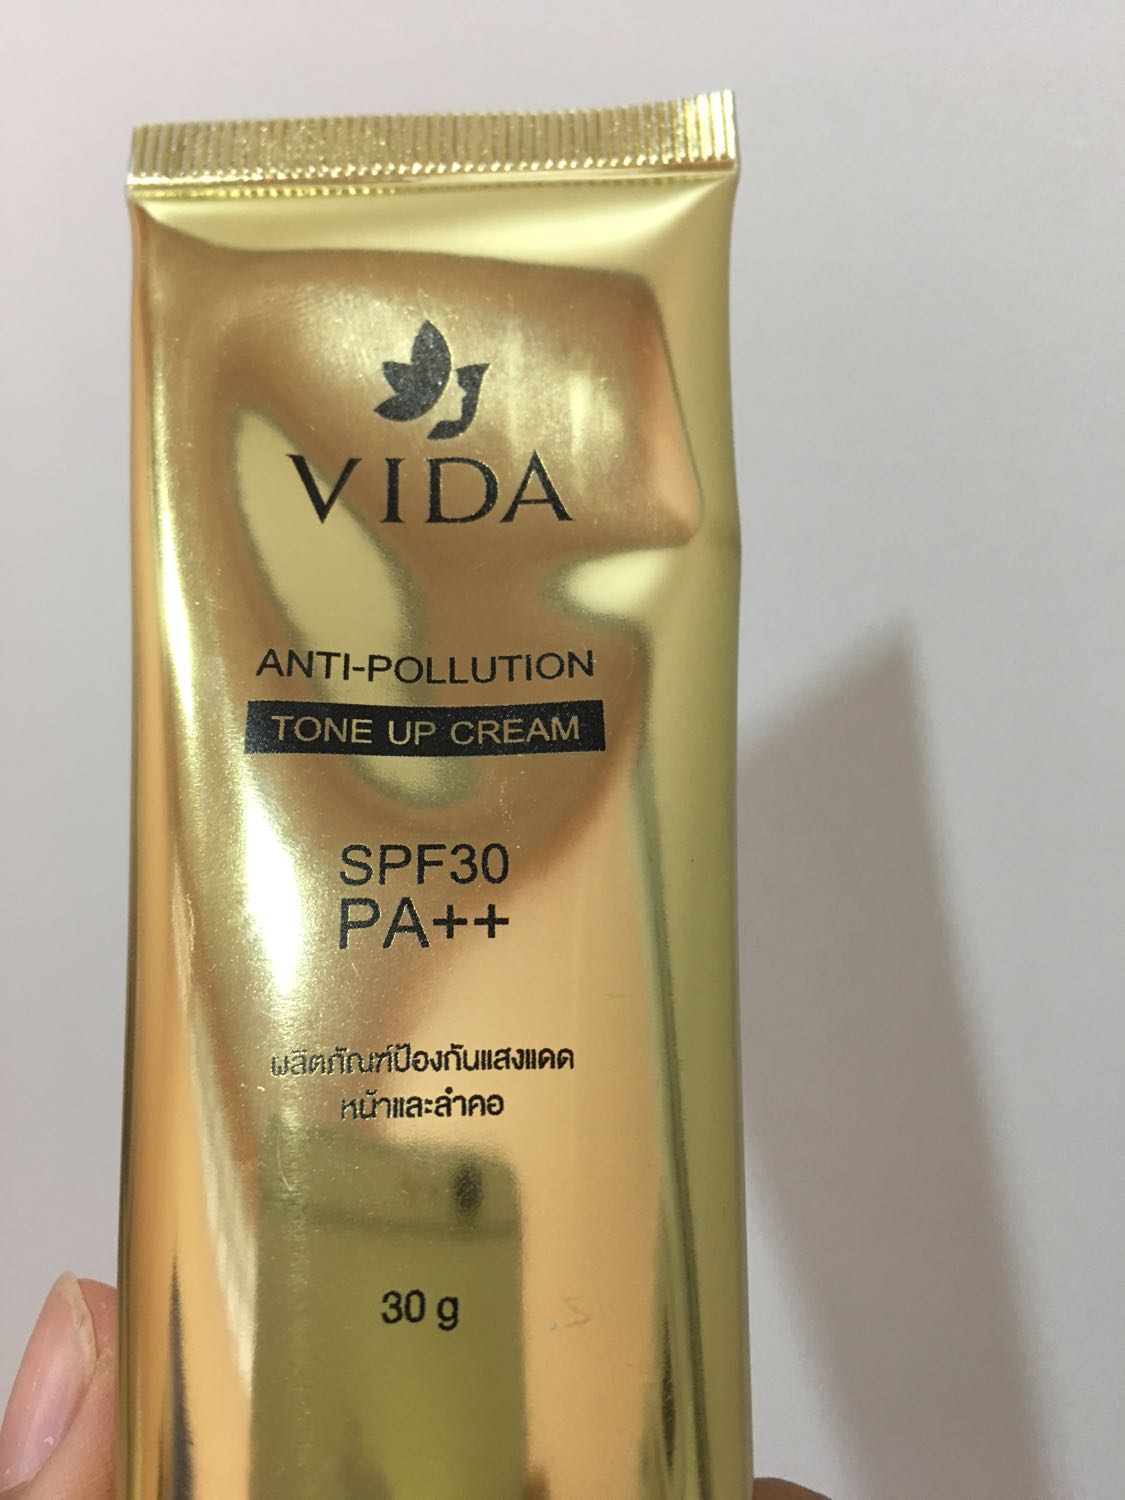 VIDA
ANTI-POLLUTION
TONE UP CREAM
SPF30
PA++
ผลิตภัณฑ์ป้องกันแสงแดด
หน้าและลำคอ
30 g